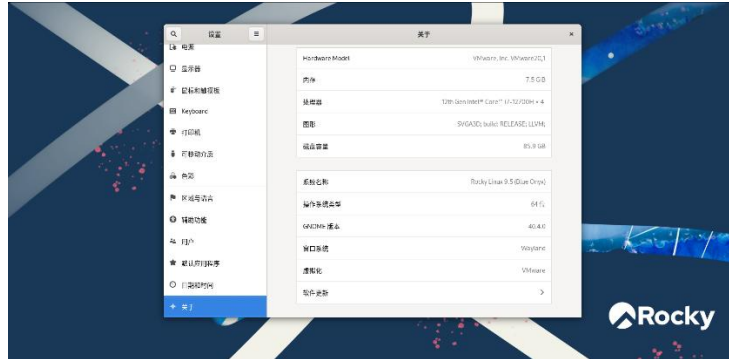 设置
关于
电源
显示器
鼠标和触摸板
Keyboard
打印机
可移动介质
色彩
区域与语言
辅助功能
用户
默认应用程序
日期和时间
关于
Hardware Model VMware, Inc. VMware20,1
内存 7.5 GB
处理器 12th Gen Intel® Core™ i7-12700H × 4
图形 SVGA3D; build: RELEASE; LLVM;
磁盘容量 85.9 GB
系统名称 Rocky Linux 9.5 (Blue Onyx)
操作系统类型 64 位
GNOME 版本 40.4.0
窗口系统 Wayland
虚拟化 VMware
软件更新
Rocky